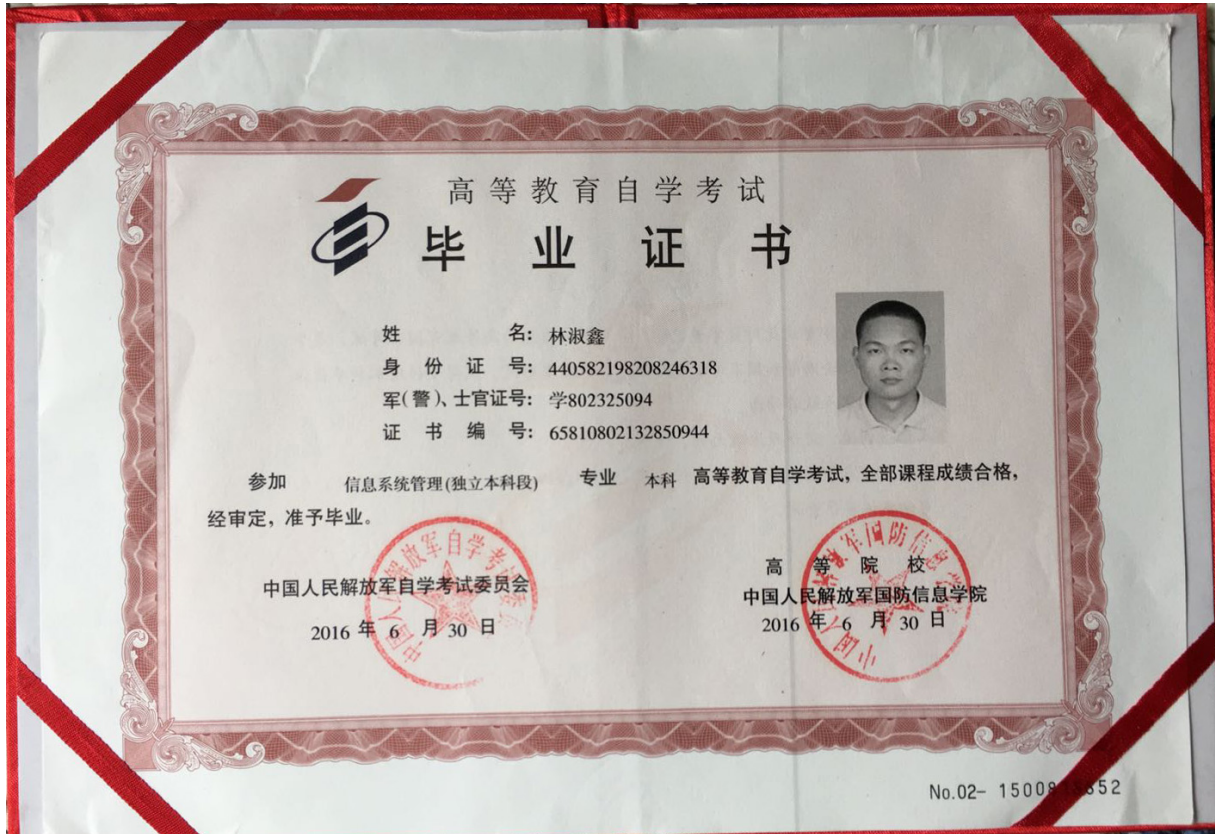 高等教育自学考试
毕业证书
姓名：林淑鑫
身份证号：440582198208246318
军(警)、士官证号：学802325094
证书编号：65810802132850944
参加 信息系统管理(独立本科段) 专业 本科 高等教育自学考试，全部课程成绩合格，
经审定，准予毕业。
中国人民解放军自学考试委员会
2016 年 6 月 30 日
高等院校
中国人民解放军国防信息学院
2016 年 6 月 30 日
No.02-